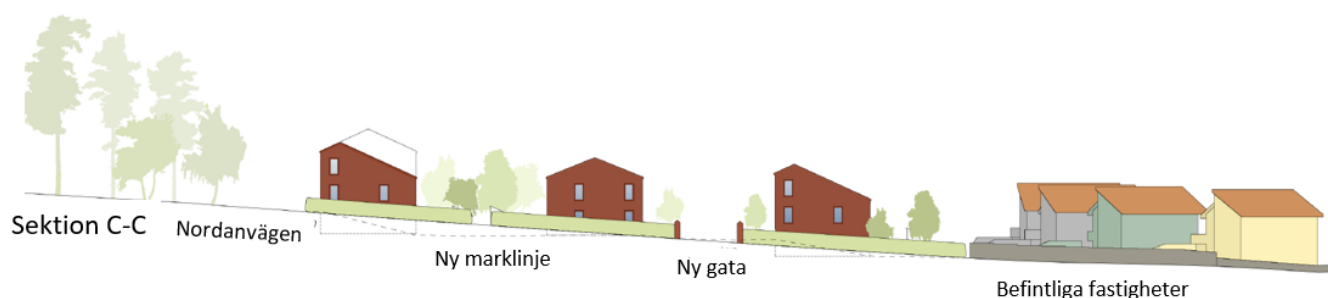 Sektion C-C
Nordanvägen
Ny marklinje
Ny gata
Befintliga fastigheter